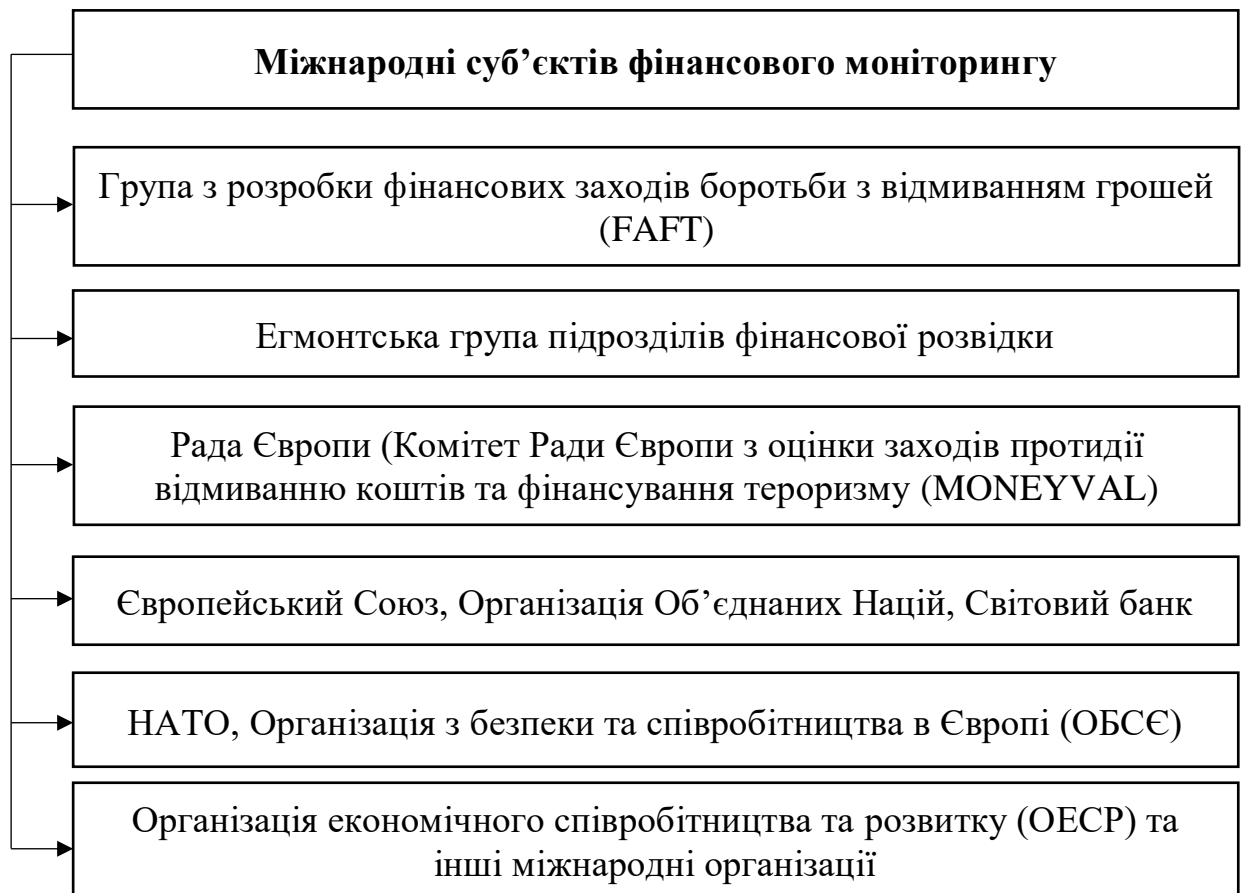 Міжнародні суб’єктів фінансового моніторингу
Група з розробки фінансових заходів боротьби з відмиванням грошей
(FAFT)
Егмонтська група підрозділів фінансової розвідки
Рада Європи (Комітет Ради Європи з оцінки заходів протидії
відмиванню коштів та фінансування тероризму (MONEYVAL)
Європейський Союз, Організація Об’єднаних Націй, Світовий банк
НАТО, Організація з безпеки та співробітництва в Європі (ОБСЄ)
Організація економічного співробітництва та розвитку (ОЕСР) та
інші міжнародні організації